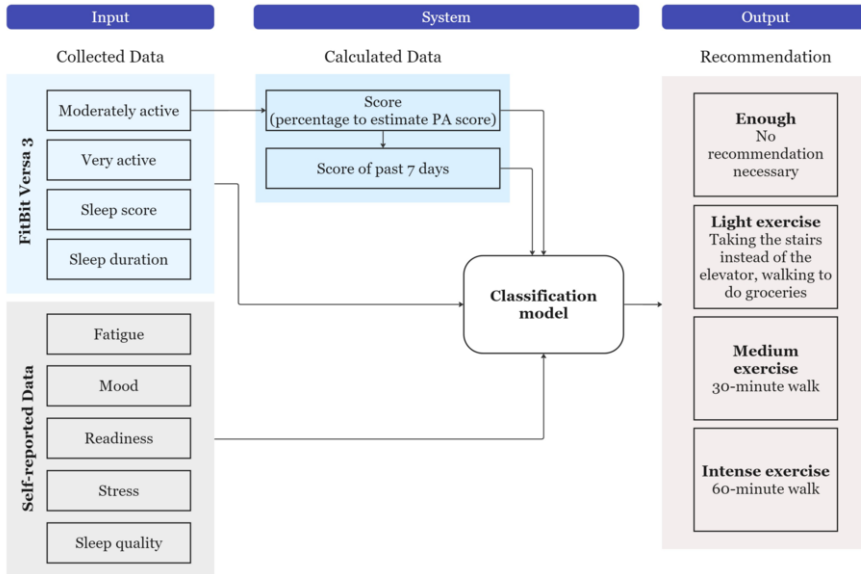 Input
System
Output
Collected Data
Calculated Data
Recommendation
FitBit Versa 3
Moderately active
Very active
Sleep score
Sleep duration
Score
(percentage to estimate PA score)
Score of past 7 days
Self-reported Data
Fatigue
Mood
Readiness
Stress
Sleep quality
Classification
model
Enough
No
recommendation
necessary
Light exercise
Taking the stairs
instead of the
elevator, walking to
do groceries
Medium
exercise
30-minute walk
Intense exercise
60-minute walk